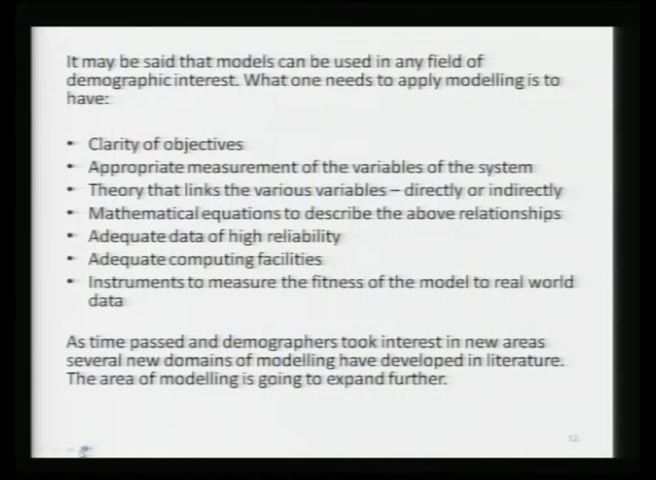 It may be said that models can be used in any field of
demographic interest. What one needs to apply modelling is to
have:
• Clarity of objectives
• Appropriate measurement of the variables of the system
• Theory that links the various variables – directly or indirectly
• Mathematical equations to describe the above relationships
• Adequate data of high reliability
• Adequate computing facilities
• Instruments to measure the fitness of the model to real world
data
As time passed and demographers took interest in new areas
several new domains of modelling have developed in literature.
The area of modelling is going to expand further.
12